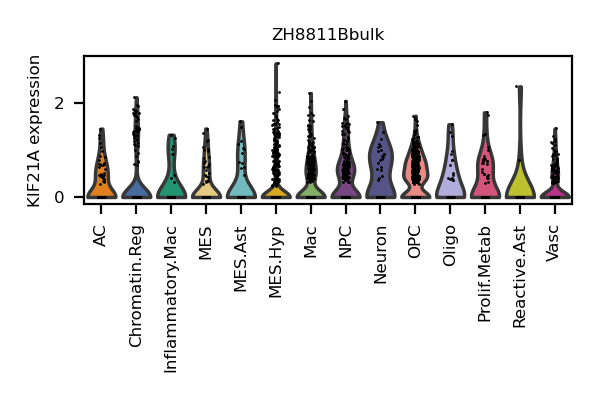 ZH8811Bbulk
KIF21A expression
2
0
AC
Chromatin.Reg
Inflammatory.Mac
MES
MES.Ast
MES.Hyp
Mac
NPC
Neuron
OPC
Oligo
Prolif.Metab
Reactive.Ast
Vasc